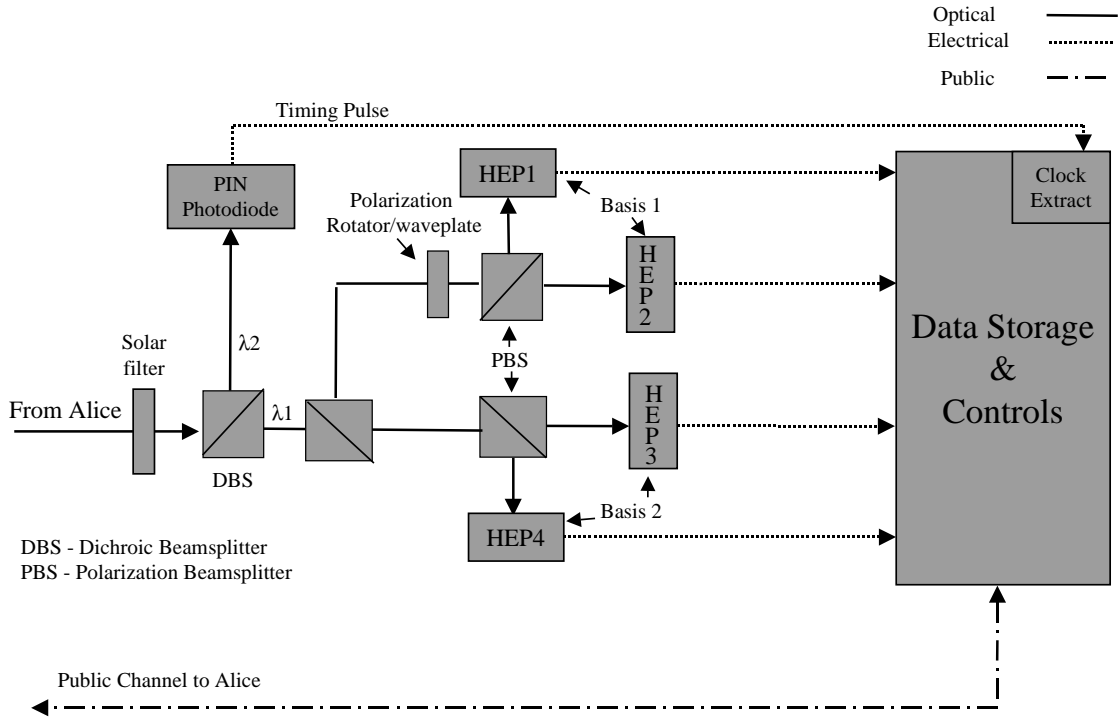 Optical
Electrical
Public
Timing Pulse
PIN
Photodiode
HEP1
Clock
Extract
Polarization
Rotator/waveplate
Basis 1
HEP2
Data Storage
&
Controls
Solar
filter
λ2
PBS
From Alice
λ1
HEP3
DBS
Basis 2
HEP4
DBS - Dichroic Beamsplitter
PBS - Polarization Beamsplitter
Public Channel to Alice